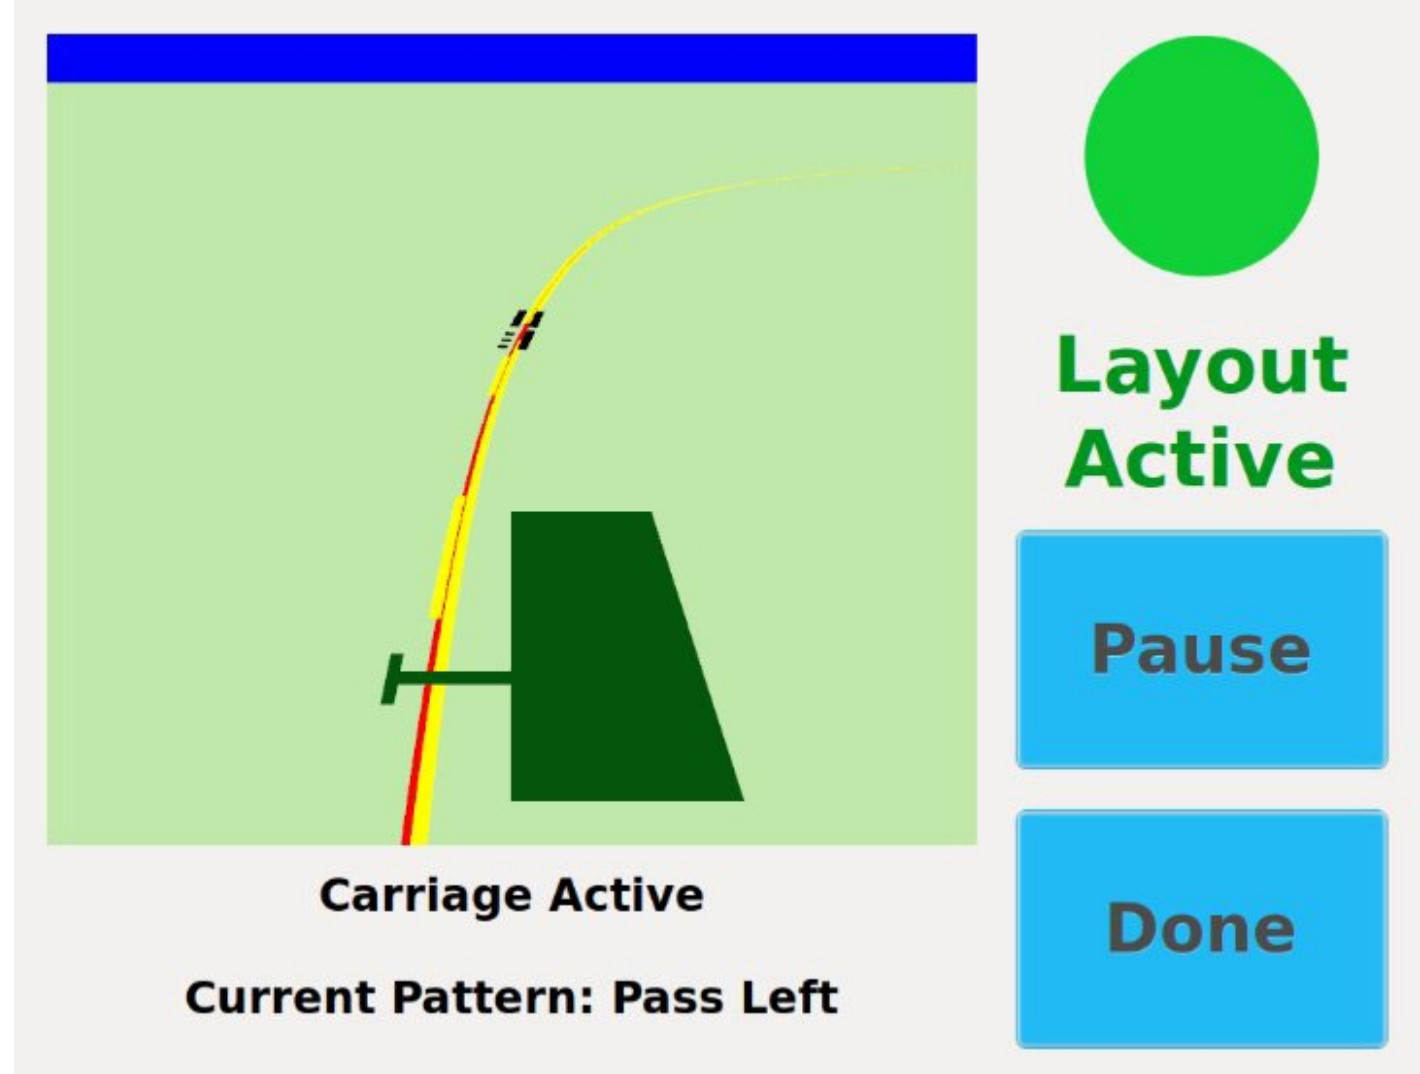 Layout
Active
Pause
Done
Carriage Active
Current Pattern: Pass Left